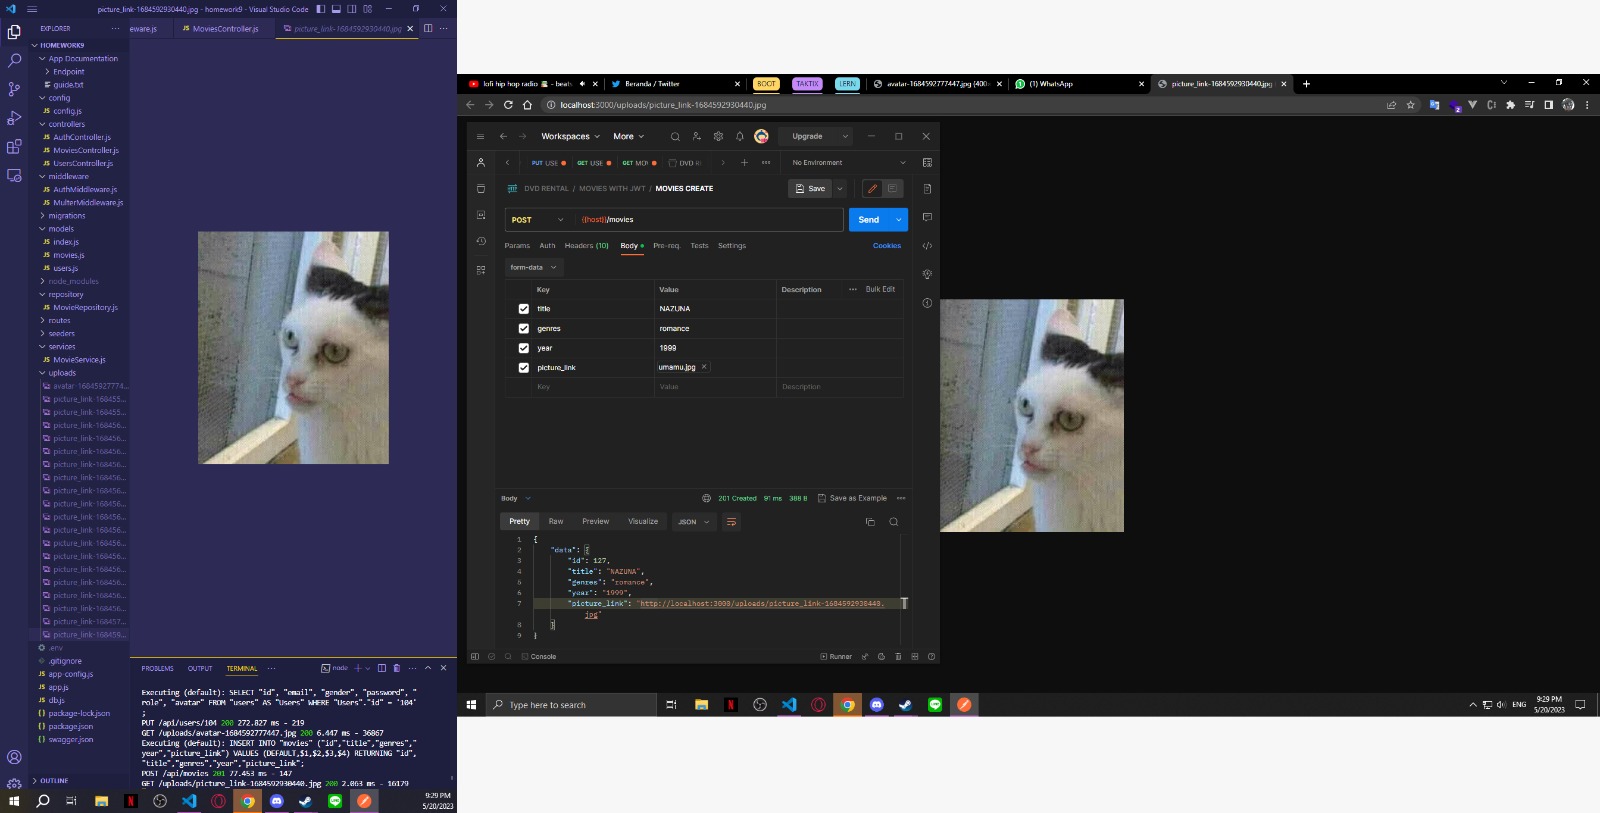 picture_link-1684592930440.jpg - homework9 - Visual Studio Code
EXPLORER
eware.js
MoviesController.js
picture_link-1684592930440.jpg
HOMEWORK9
App Documentation
Endpoint
guide.txt
config
config.js
controllers
AuthController.js
MoviesController.js
UsersController.js
middleware
AuthMiddleware.js
MulterMiddleware.js
migrations
models
index.js
movies.js
users.js
node_modules
repository
MovieRepository.js
routes
seeders
services
MovieService.js
uploads
avatar-16845927774...
picture_link-168455...
picture_link-168455...
picture_link-168455...
picture_link-168456...
picture_link-168456...
picture_link-168456...
picture_link-168456...
picture_link-168456...
picture_link-168456...
picture_link-168456...
picture_link-168456...
picture_link-168456...
picture_link-168456...
picture_link-168456...
picture_link-168456...
picture_link-168456...
picture_link-168456...
picture_link-168457...
picture_link-168459...
.env
.gitignore
app-config.js
app.js
db.js
package-lock.json
package.json
swagger.json
OUTLINE
PROBLEMS
OUTPUT
TERMINAL
node
Executing (default): SELECT "id", "email", "gender", "password", "
role", "avatar" FROM "users" AS "Users" WHERE "Users"."id" = '104'
;
PUT /api/users/104 200 272.827 ms - 219
GET /uploads/avatar-1684592777447.jpg 200 6.447 ms - 36867
Executing (default): INSERT INTO "movies" ("id","title","genres","
year","picture_link") VALUES (DEFAULT,$1,$2,$3,$4) RETURNING "id",
"title","genres","year","picture_link";
POST /api/movies 201 77.453 ms - 147
GET /uploads/picture_link-1684592930440.jpg 200 2.063 ms - 16179
9:29 PM
5/20/2023
lofi hip hop radio - beats
Beranda / Twitter
BOOT
TAKTIX
LERN
avatar-1684592777447.jpg (400
(1) WhatsApp
picture_link-1684592930440.jpg
localhost:3000/uploads/picture_link-1684592930440.jpg
2
Workspaces
More
Upgrade
PUT USE
GET USE
GET MO
DVD R
No Environment
DVD RENTAL / MOVIES WITH JWT / MOVIES CREATE
Save
POST
{{host}}/movies
Send
Params
Auth
Headers (10)
Body
Pre-req.
Tests
Settings
Cookies
form-data
Key
Value
Description
Bulk Edit
title
NAZUNA
genres
romance
year
1999
picture_link
umamu.jpg
Key
Value
Description
Body
201 Created
91 ms
388 B
Save as Example
Pretty
Raw
Preview
Visualize
JSON
1 {
2 "data": {
3 "id": 127,
4 "title": "NAZUNA",
5 "genres": "romance",
6 "year": "1999",
7 "picture_link": "http://localhost:3000/uploads/picture_link-1684592930440.
jpg"
8 }
9 }
Console
Runner
Type here to search
ENG
9:29 PM
5/20/2023